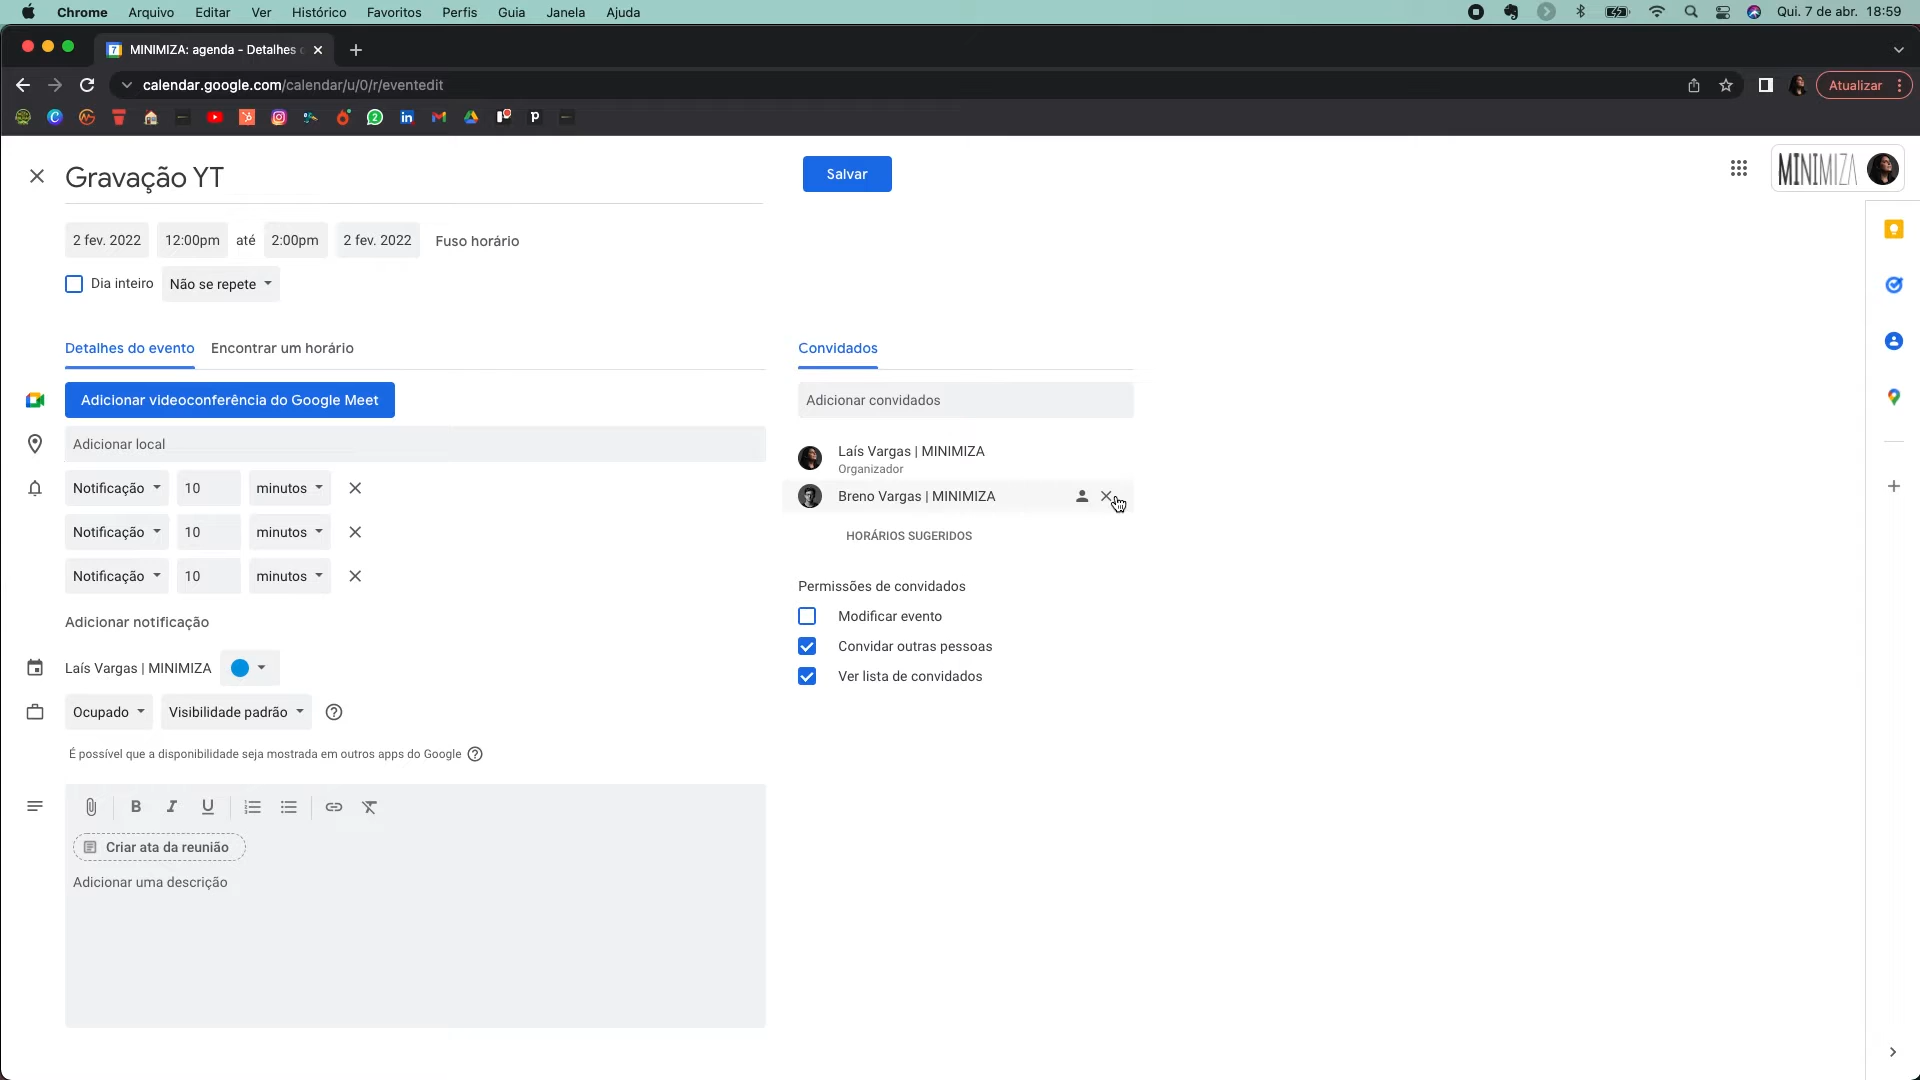 Chrome Arquivo Editar Ver Histórico Favoritos Perfis Guia Janela Ajuda Qui. 7 de abr. 18:59
MINIMIZA: agenda - Detalhes
calendar.google.com/calendar/u/0/r/eventedit Atualizar
Gravação YT
Salvar
MINIMIZA
2 fev. 2022 12:00pm até 2:00pm 2 fev. 2022 Fuso horário
Dia inteiro Não se repete
Detalhes do evento Encontrar um horário
Adicionar videoconferência do Google Meet
Adicionar local
Notificação 10 minutos
Notificação 10 minutos
Notificação 10 minutos
Adicionar notificação
Laís Vargas | MINIMIZA
Ocupado Visibilidade padrão
É possível que a disponibilidade seja mostrada em outros apps do Google
Criar ata da reunião
Adicionar uma descrição
Convidados
Adicionar convidados
Laís Vargas | MINIMIZA
Organizador
Breno Vargas | MINIMIZA
HORÁRIOS SUGERIDOS
Permissões de convidados
Modificar evento
Convidar outras pessoas
Ver lista de convidados